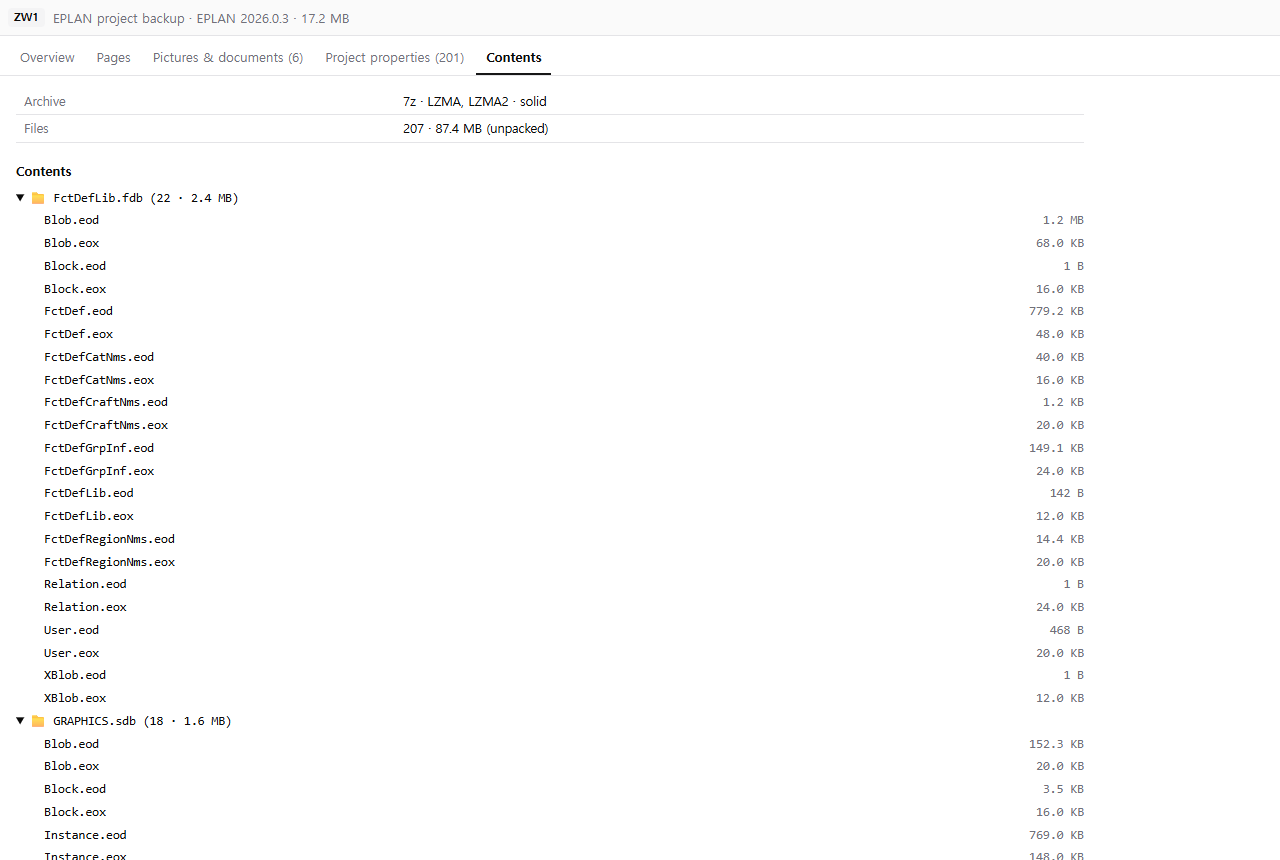 ZW1 EPLAN project backup · EPLAN 2026.0.3 · 17.2 MB
Overview Pages Pictures & documents (6) Project properties (201) Contents
Archive 7z · LZMA, LZMA2 · solid
Files 207 · 87.4 MB (unpacked)
Contents
▼ FctDefLib.fdb (22 · 2.4 MB)
Blob.eod 1.2 MB
Blob.eox 68.0 KB
Block.eod 1 B
Block.eox 16.0 KB
FctDef.eod 779.2 KB
FctDef.eox 48.0 KB
FctDefCatNms.eod 40.0 KB
FctDefCatNms.eox 16.0 KB
FctDefCraftNms.eod 1.2 KB
FctDefCraftNms.eox 20.0 KB
FctDefGrpInf.eod 149.1 KB
FctDefGrpInf.eox 24.0 KB
FctDefLib.eod 142 B
FctDefLib.eox 12.0 KB
FctDefRegionNms.eod 14.4 KB
FctDefRegionNms.eox 20.0 KB
Relation.eod 1 B
Relation.eox 24.0 KB
User.eod 468 B
User.eox 20.0 KB
XBlob.eod 1 B
XBlob.eox 12.0 KB
▼ GRAPHICS.sdb (18 · 1.6 MB)
Blob.eod 152.3 KB
Blob.eox 20.0 KB
Block.eod 3.5 KB
Block.eox 16.0 KB
Instance.eod 769.0 KB
Instance.eox 148.0 KB